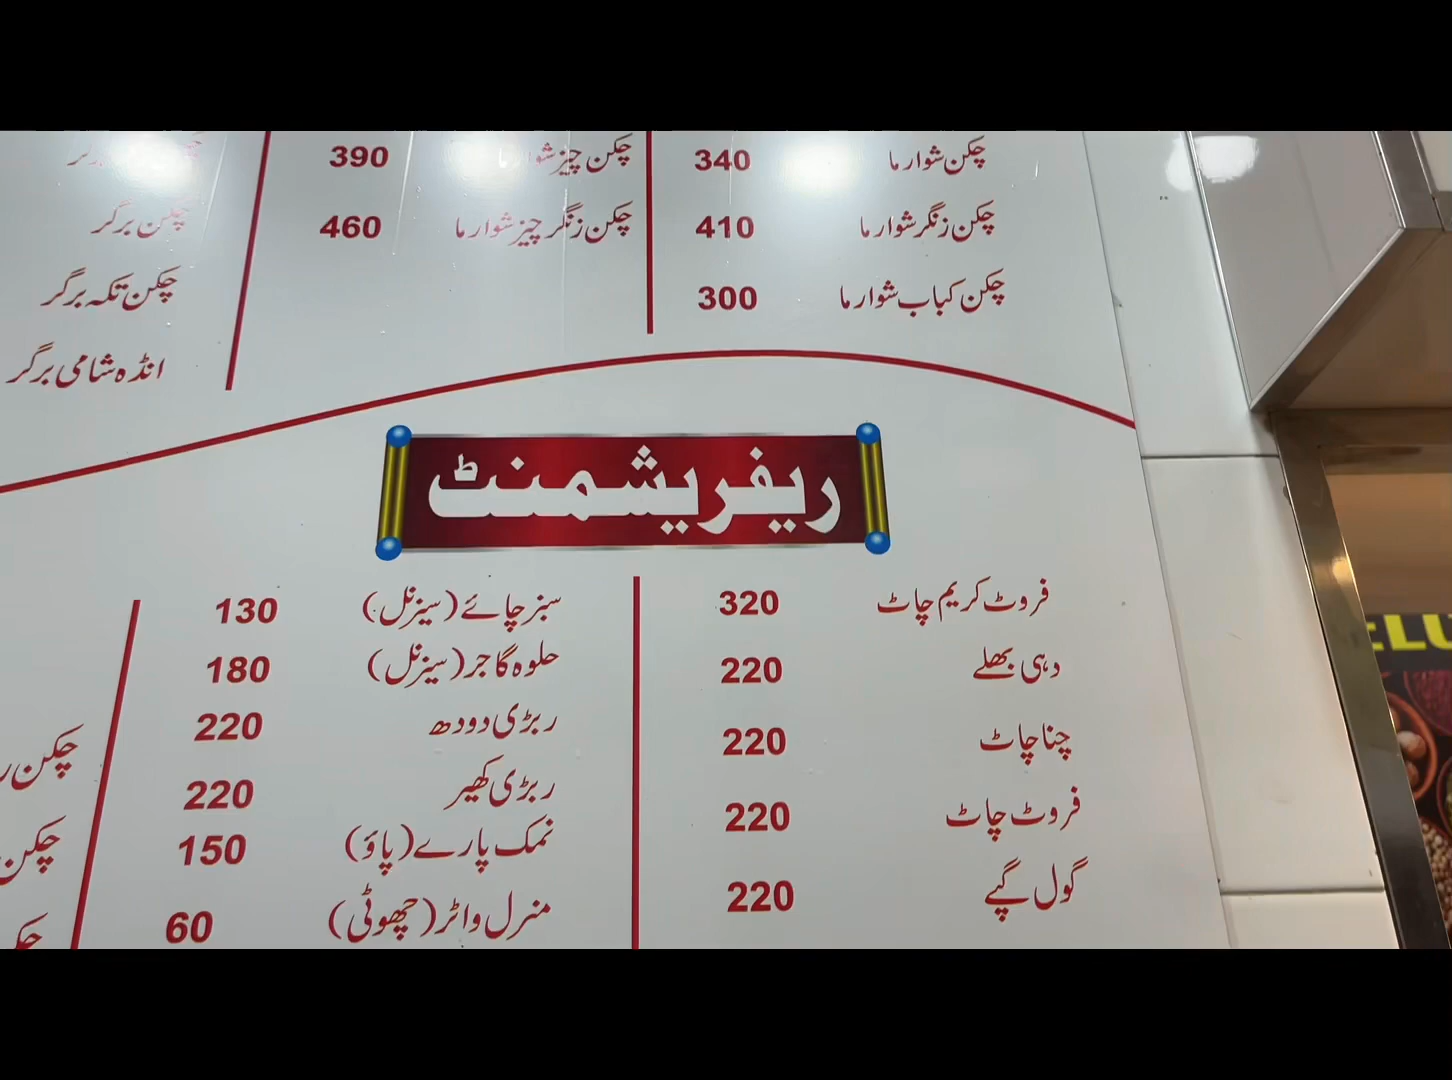 چکن شوارما 340
چکن زنگر شوارما 410
چکن کباب شوارما 300
چکن چیز شوارما 390
چکن زنگر چیز شوارما 460
چکن برگر
چکن تکہ برگر
انڈہ شامی برگر
ریفریشمنٹ
فروٹ کریم چاٹ 320
دہی بھلے 220
چنا چاٹ 220
فروٹ چاٹ 220
گول گپے 220
سبز چائے (سیزنل) 130
حلوہ گاجر (سیزنل) 180
ربڑی دودھ 220
ربڑی کھیر 220
نمک پارے (پاؤ) 150
منرل واٹر (چھوٹی) 60
چکن
چکن